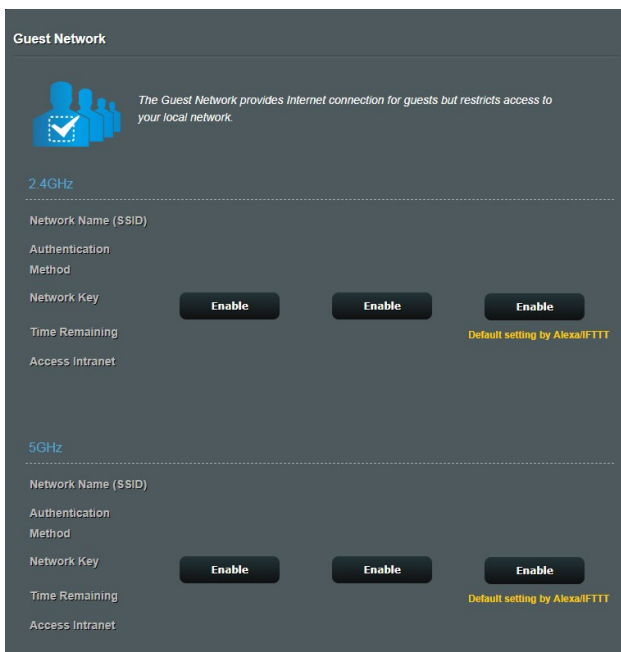 Guest Network
The Guest Network provides Internet connection for guests but restricts access to
your local network.
2.4GHz
Network Name (SSID)
Authentication
Method
Network Key
Enable Enable Enable
Time Remaining
Default setting by Alexa/IFTTT
Access Intranet
5GHz
Network Name (SSID)
Authentication
Method
Network Key
Enable Enable Enable
Time Remaining
Default setting by Alexa/IFTTT
Access Intranet